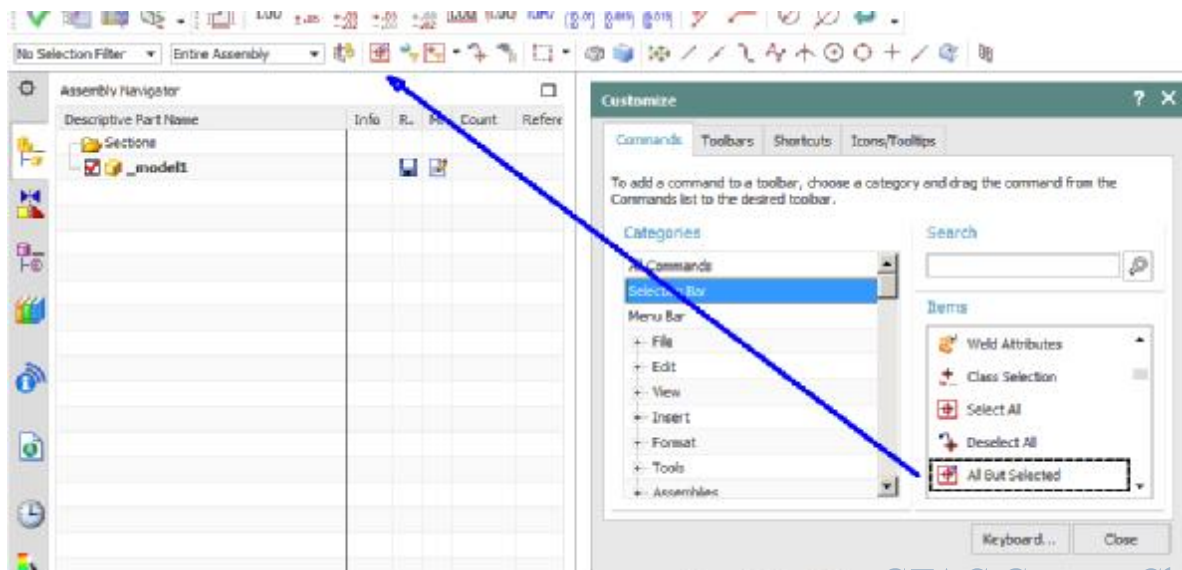 No Selection Filter Entire Assembly
Assembly Navigator
Descriptive Part Name Info R.. M. Count Refere
Sections
_model1
Customize
Commands Toolbars Shortcuts Icons/Tooltips
To add a command to a toolbar, choose a category and drag the command from the
Commands list to the desired toolbar.
Categories
All Commands
Selection Bar
Menu Bar
File
Edit
View
Insert
Format
Tools
Assemblies
Search
Items
Weld Attributes
Class Selection
Select All
Deselect All
All But Selected
Keyboard... Close